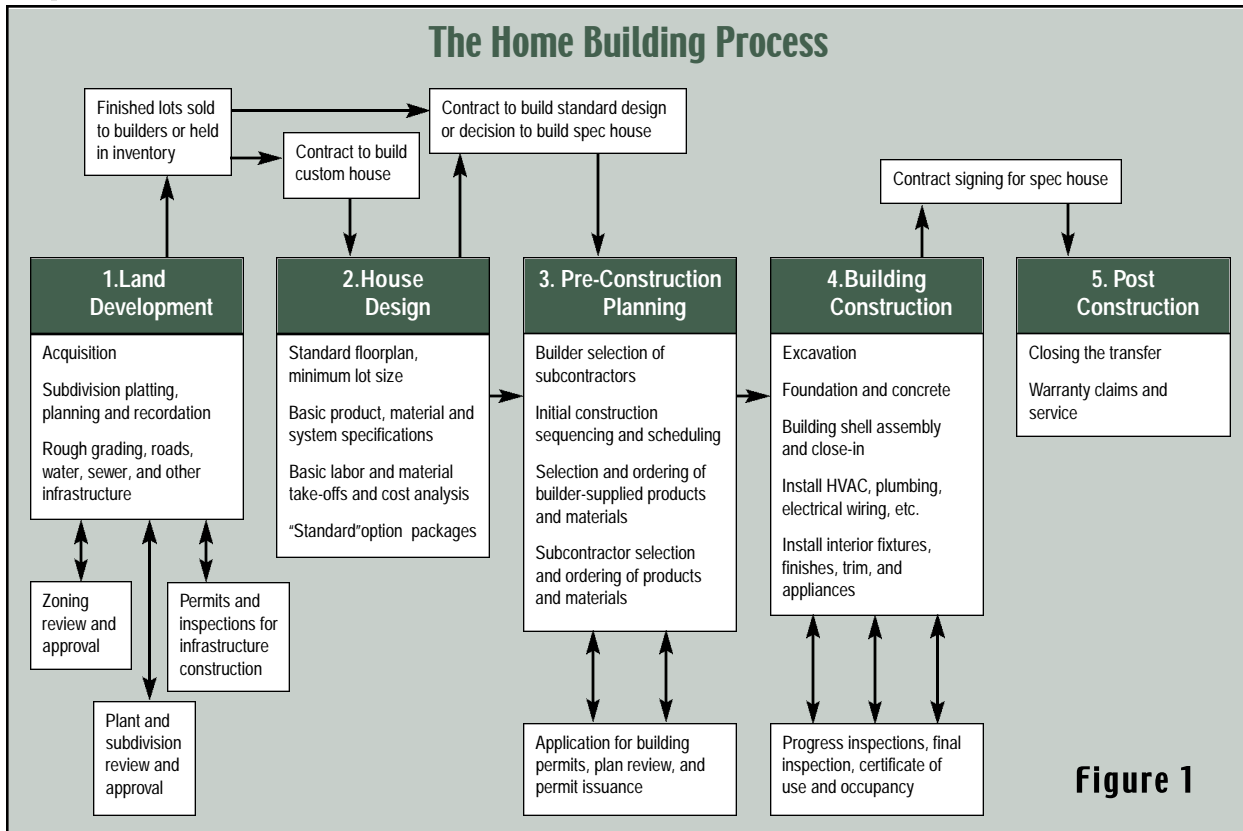 The Home Building Process
Finished lots sold
to builders or held
in inventory
Contract to build
custom house
Contract to build standard design
or decision to build spec house
Contract signing for spec house
1.Land
Development
Acquisition
Subdivision platting,
planning and recordation
Rough grading, roads,
water, sewer, and other
infrastructure
Zoning
review and
approval
Plant and
subdivision
review and
approval
Permits and
inspections for
infrastructure
construction
2.House
Design
Standard floorplan,
minimum lot size
Basic product, material and
system specifications
Basic labor and material
take-offs and cost analysis
“Standard”option packages
3. Pre-Construction
Planning
Builder selection of
subcontractors
Initial construction
sequencing and scheduling
Selection and ordering of
builder-supplied products
and materials
Subcontractor selection
and ordering of products
and materials
Application for building
permits, plan review, and
permit issuance
4.Building
Construction
Excavation
Foundation and concrete
Building shell assembly
and close-in
Install HVAC, plumbing,
electrical wiring, etc.
Install interior fixtures,
finishes, trim, and
appliances
Progress inspections, final
inspection, certificate of
use and occupancy
5. Post
Construction
Closing the transfer
Warranty claims and
service
Figure 1